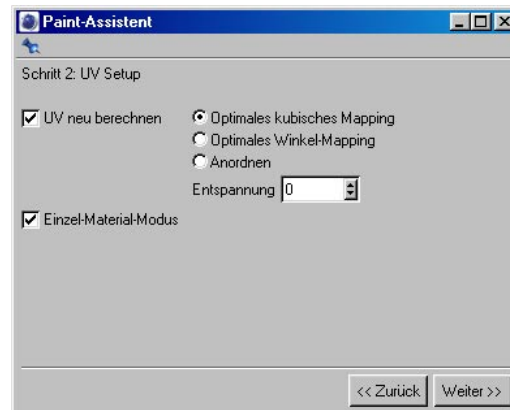 Paint-Assistent
Schritt 2: UV Setup
UV neu berechnen
Optimales kubisches Mapping
Optimales Winkel-Mapping
Anordnen
Entspannung 0
Einzel-Material-Modus
<< Zurück Weiter >>